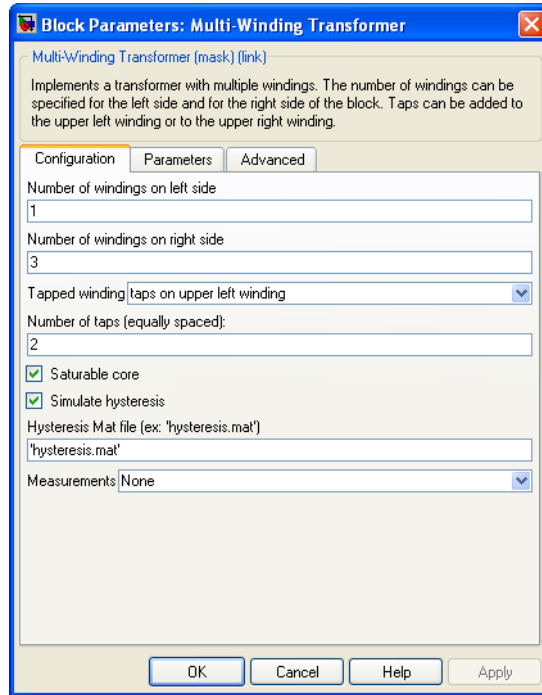 Block Parameters: Multi-Winding Transformer
Multi-Winding Transformer (mask) (link)
Implements a transformer with multiple windings. The number of windings can be
specified for the left side and for the right side of the block. Taps can be added to
the upper left winding or to the upper right winding.
Configuration Parameters Advanced
Number of windings on left side
1
Number of windings on right side
3
Tapped winding taps on upper left winding
Number of taps (equally spaced):
2
Saturable core
Simulate hysteresis
Hysteresis Mat file (ex: 'hysteresis.mat')
'hysteresis.mat'
Measurements None
OK Cancel Help Apply